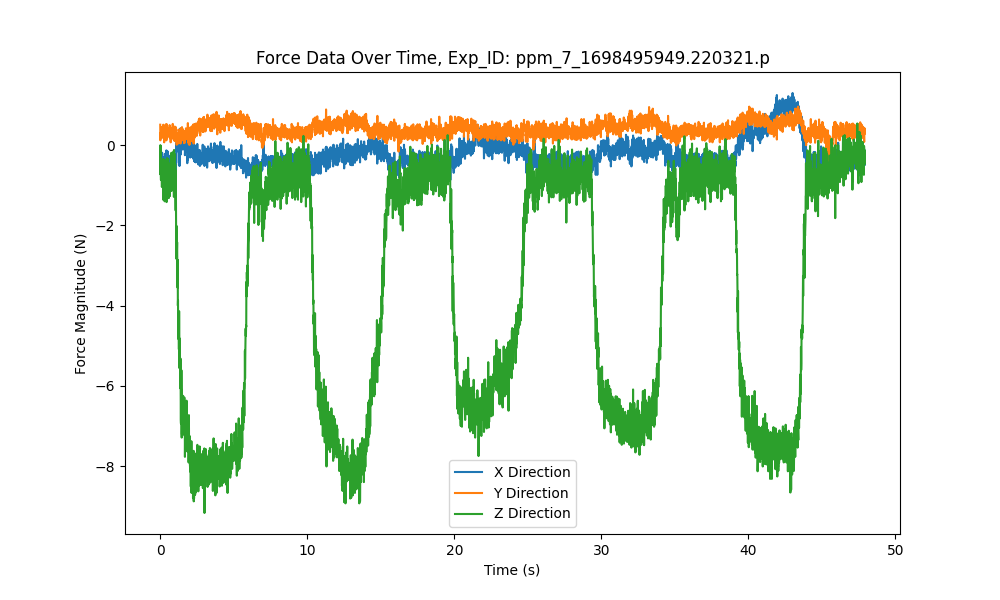 Force Data Over Time, Exp_ID: ppm_7_1698495949.220321.p
Force Magnitude (N)
0
−2
−4
−6
−8
X Direction
Y Direction
Z Direction
0 10 20 30 40 50
Time (s)